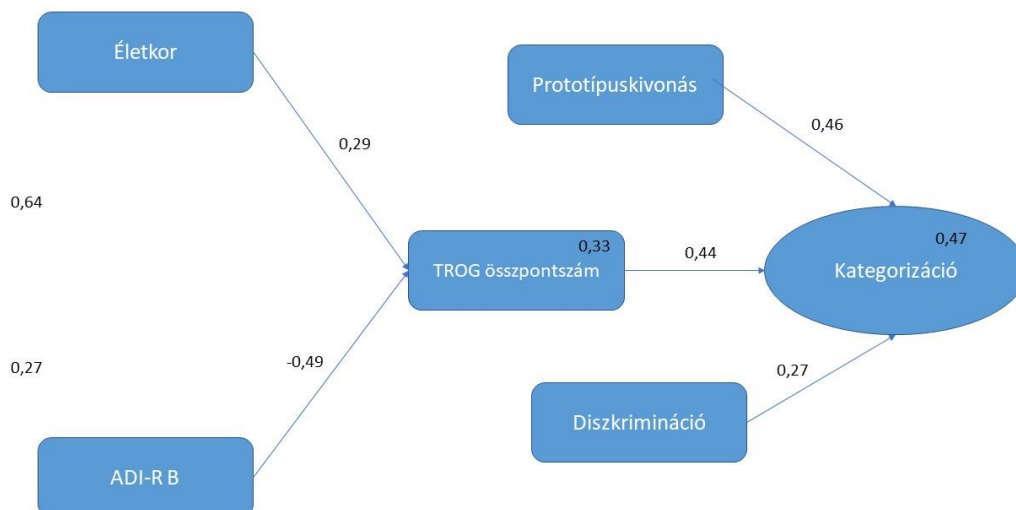 Életkor
Prototípuskivonás
0,46
0,29
0,64
0,33
0,47
TROG összpontszám
0,44
Kategorizáció
0,27
-0,49
0,27
Diszkrimináció
ADI-R B